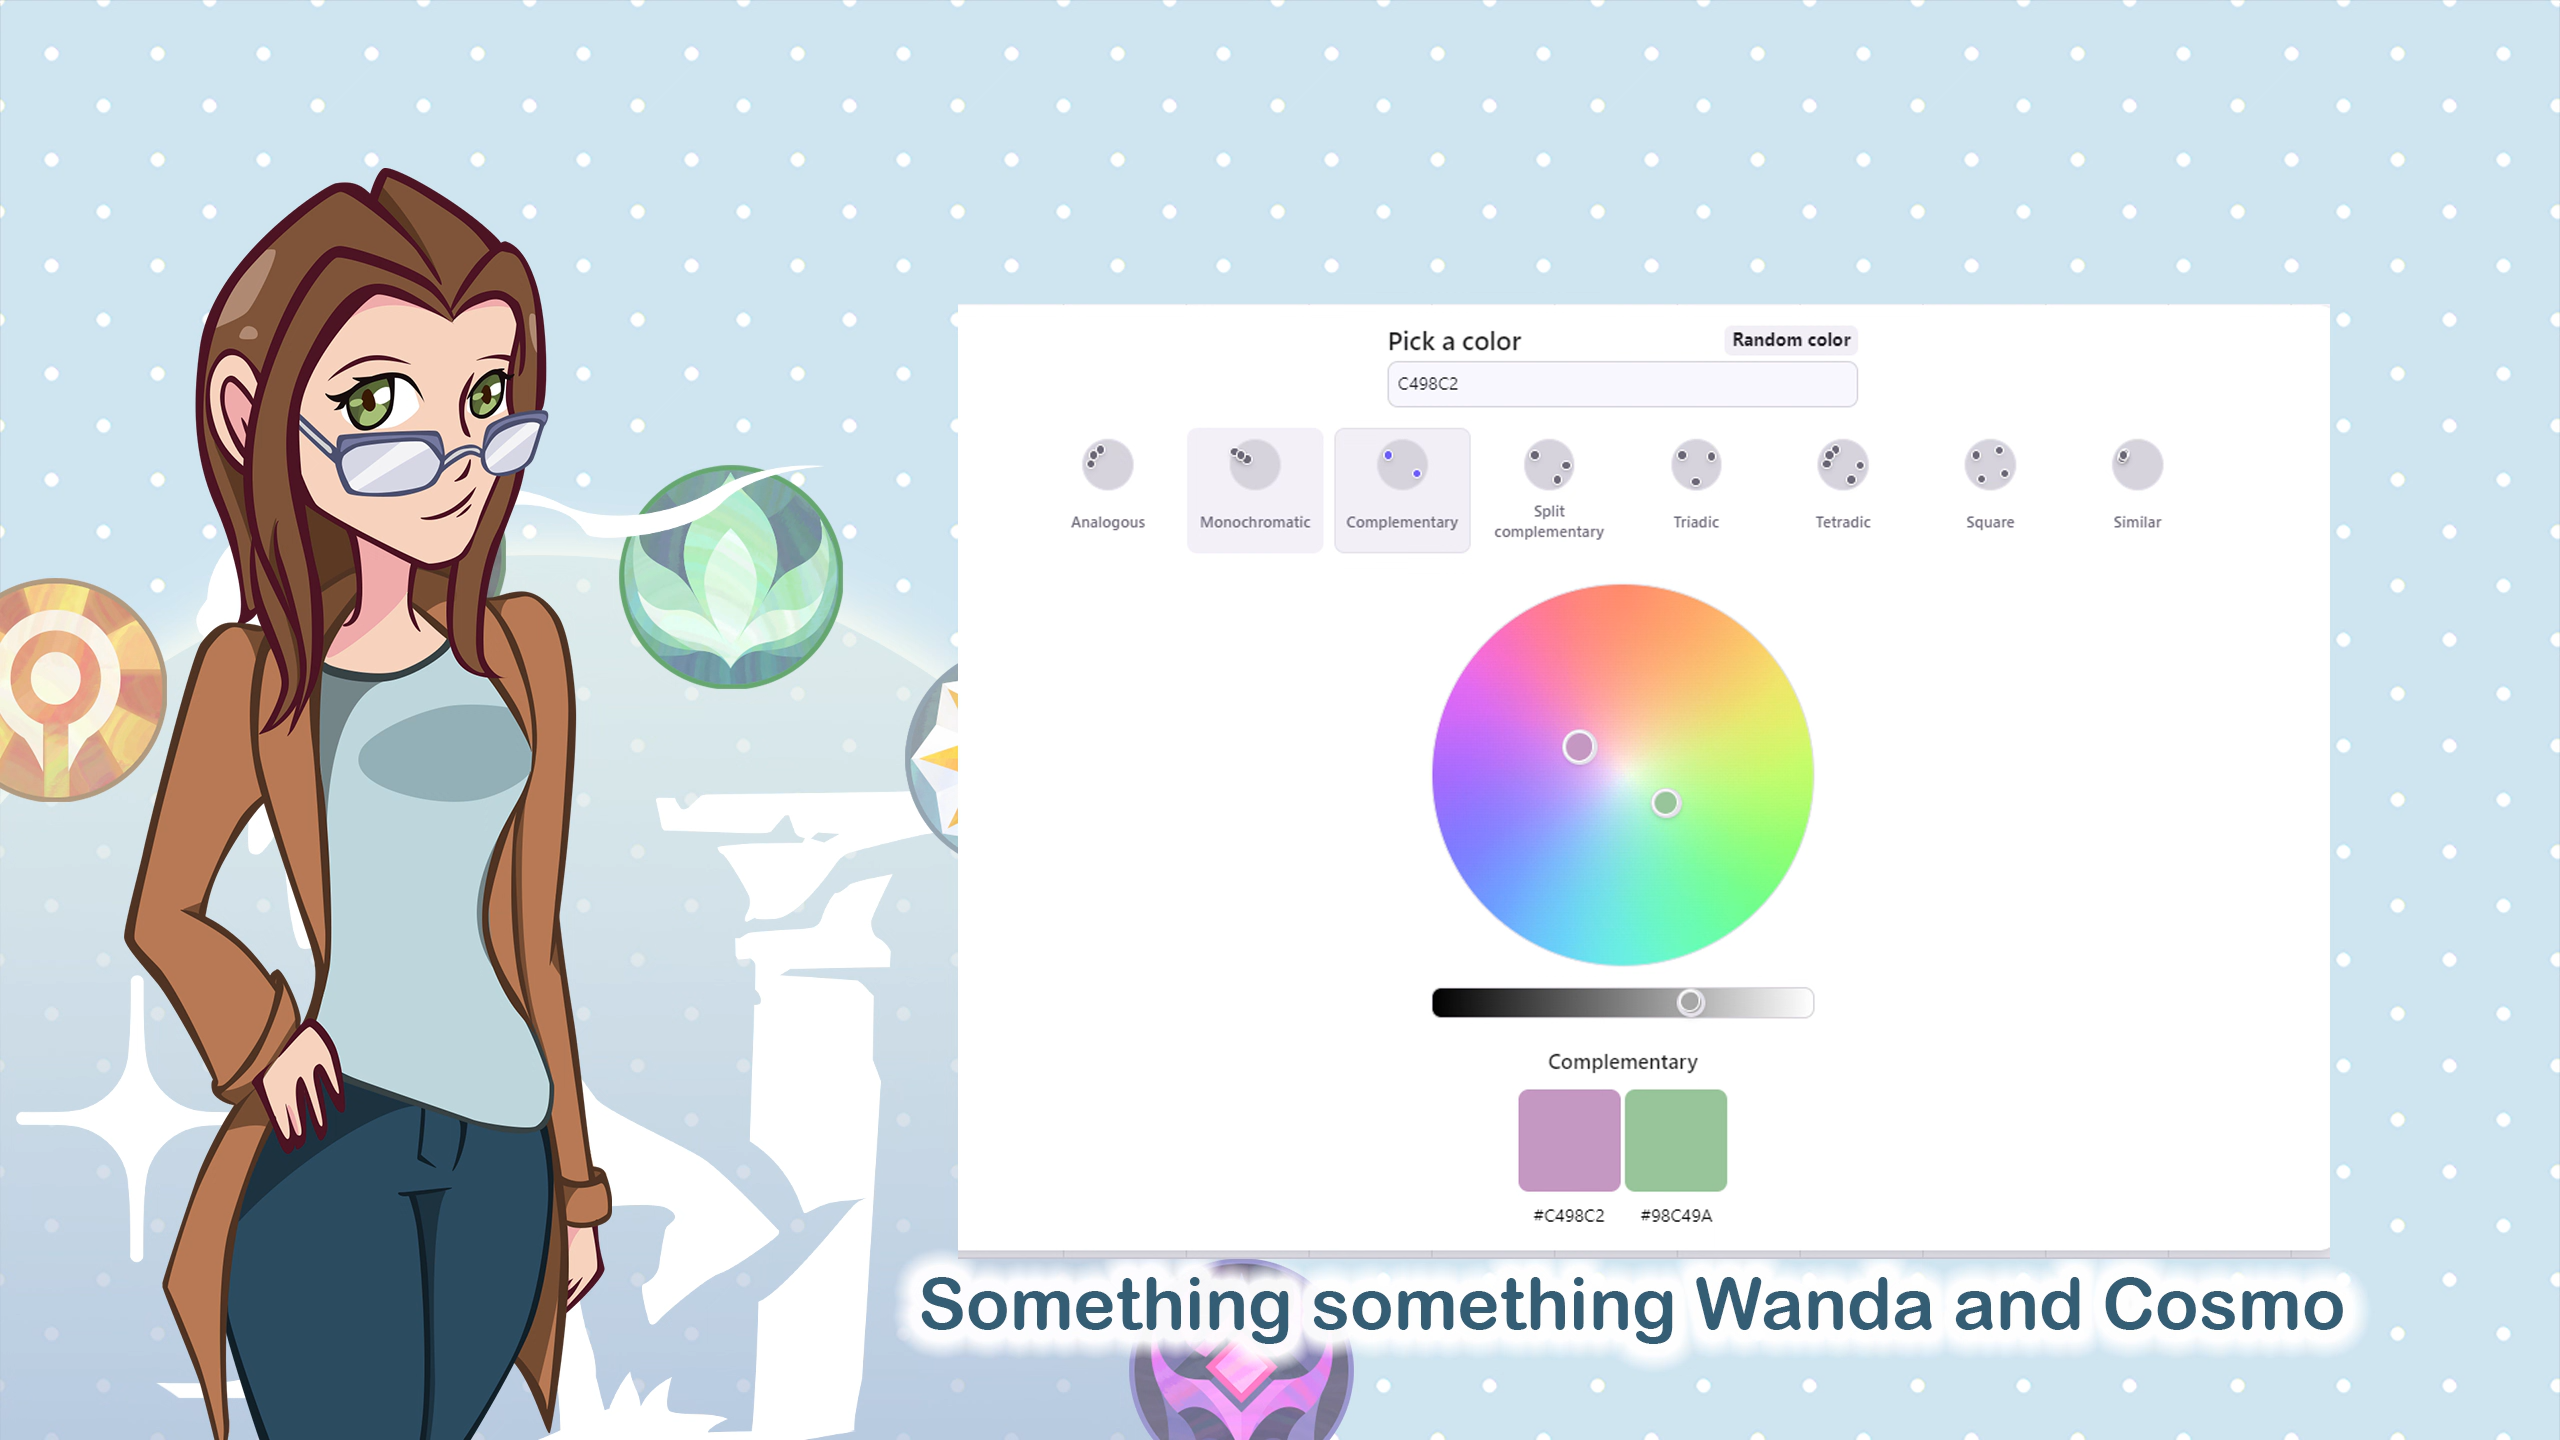 Pick a color
Random color
C498C2
Analogous
Monochromatic
Complementary
Split
complementary
Triadic
Tetradic
Square
Similar
Complementary
#C498C2
#98C49A
Something something Wanda and Cosmo